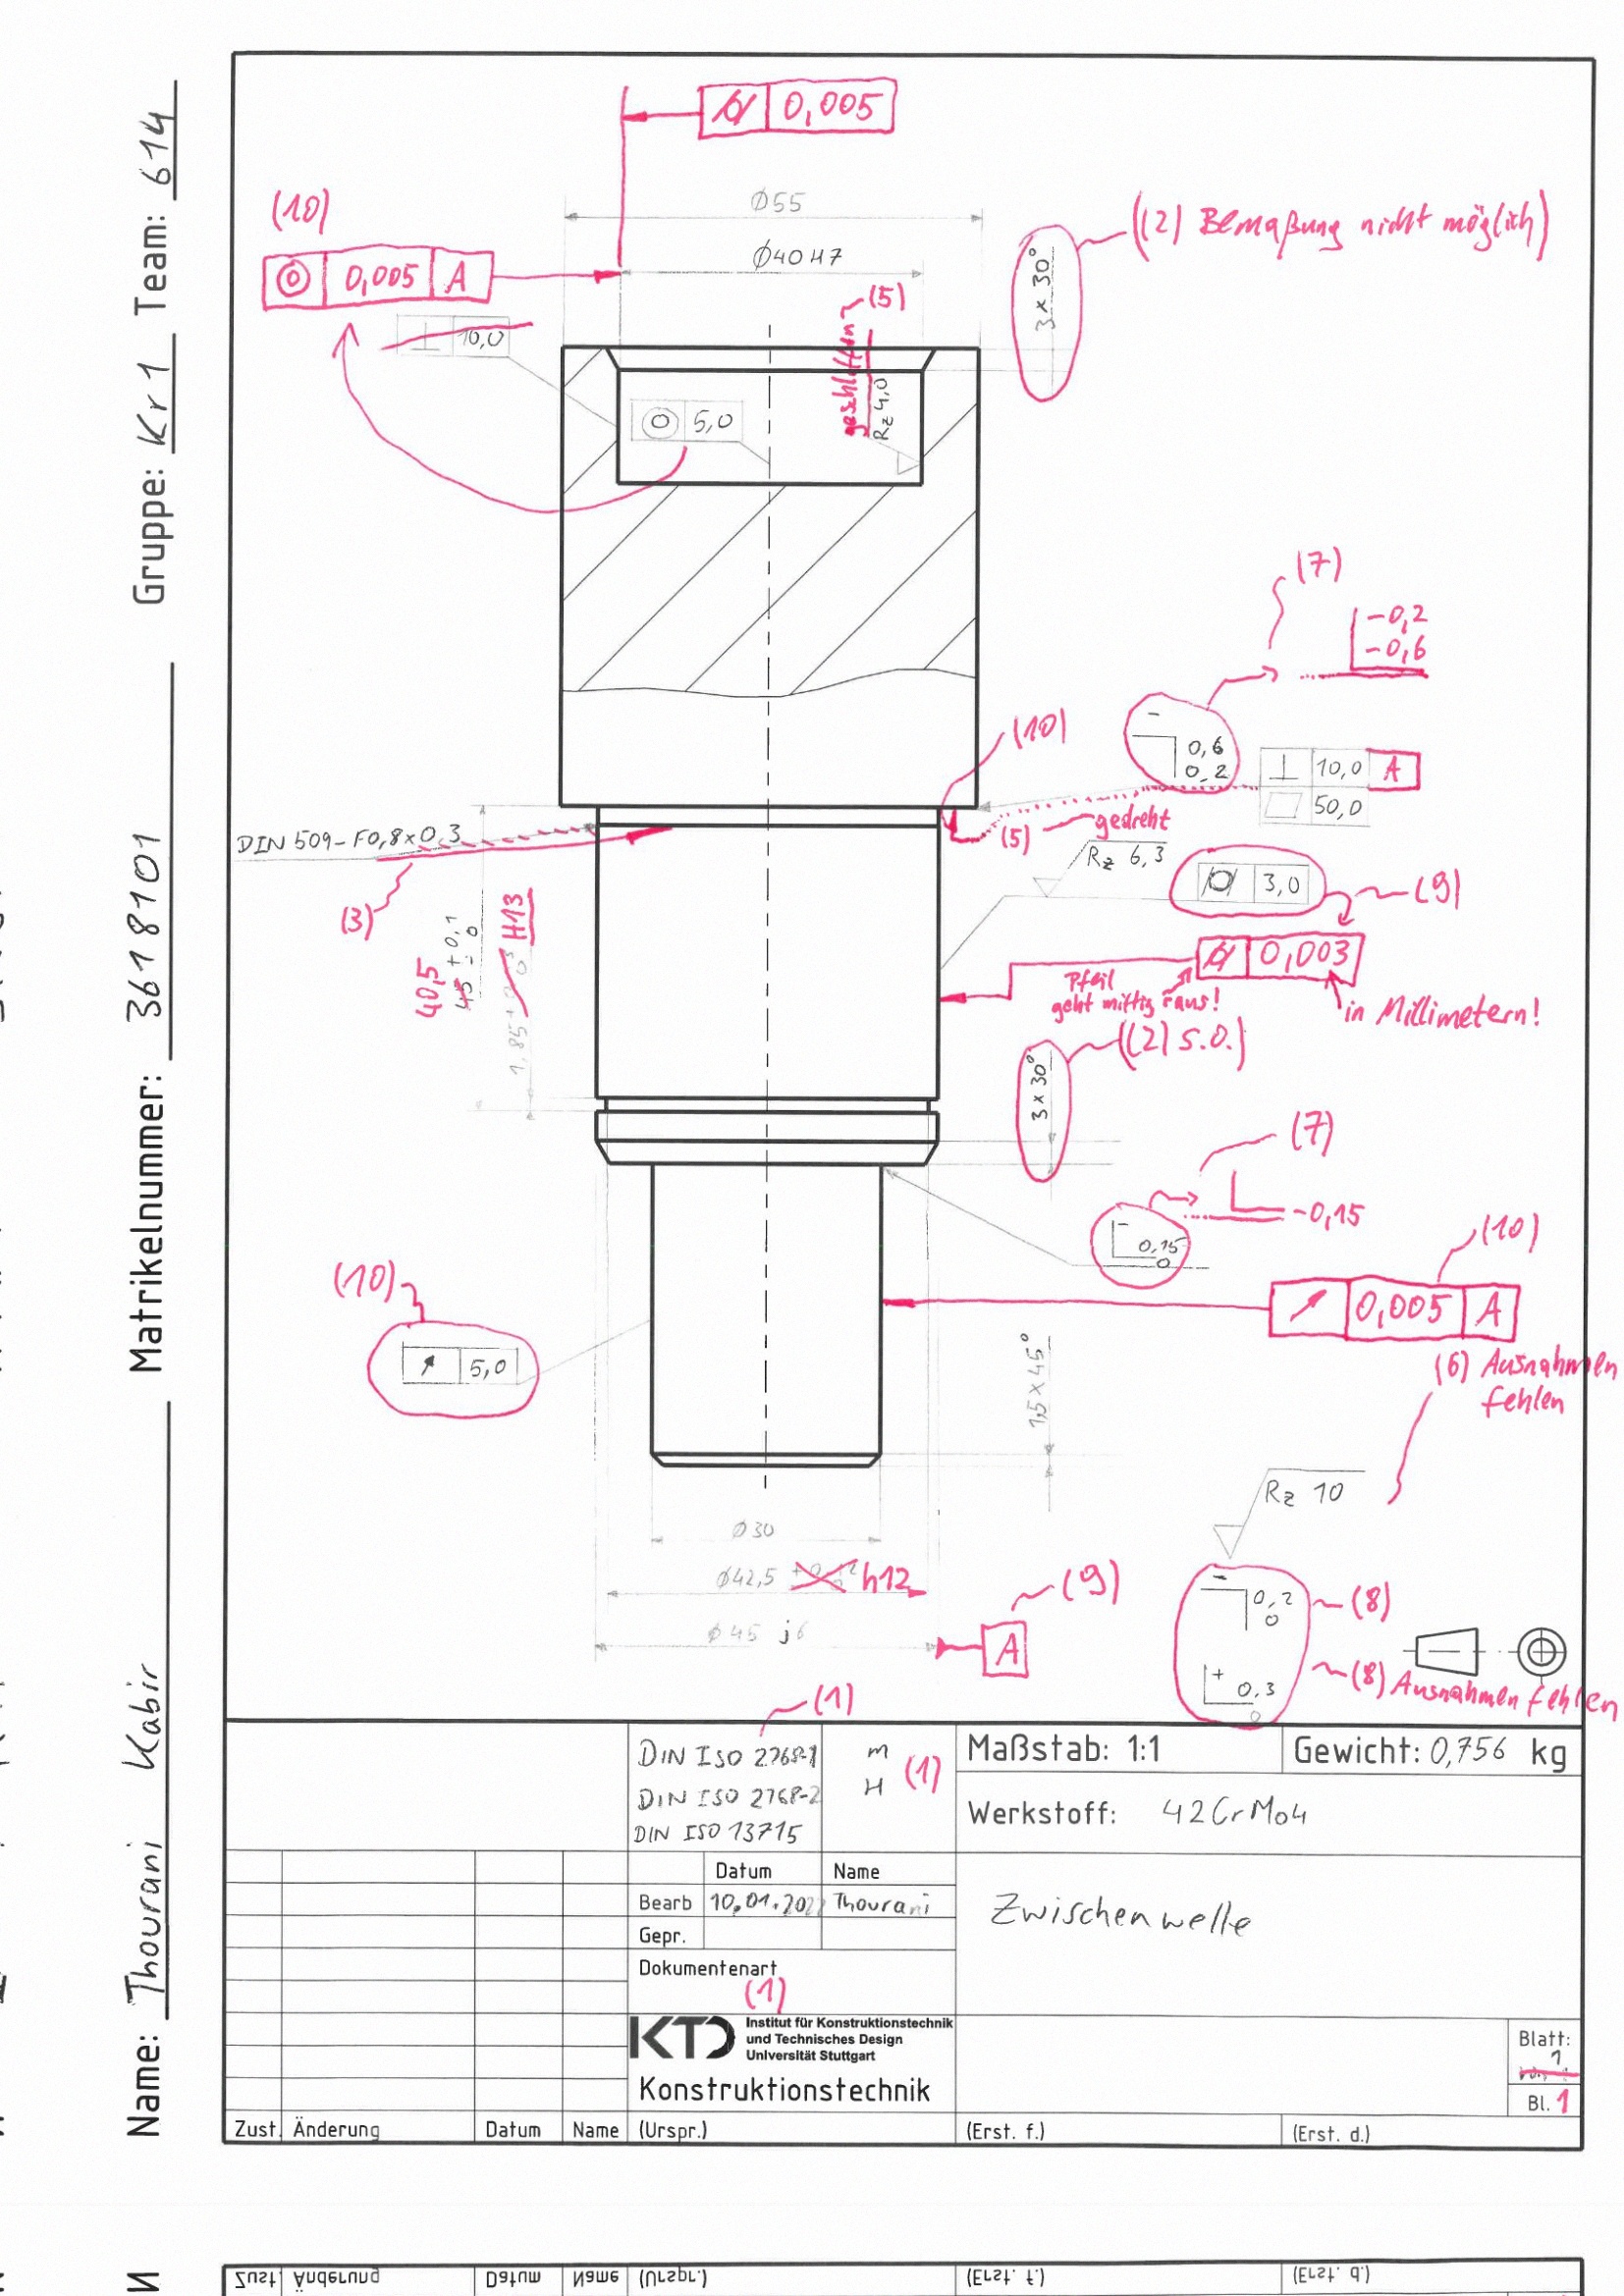 Name: Thourani Kabir
Matrikelnummer: 3618101
Gruppe: Kr 1 Team: 614
0,005
Ø55
(10)
((2) Bemaßung nicht möglich)
Ø40 H7
0,005 A
3 x 30°
(5)
geschliffen
Rz 4,0
10,0
5,0
(7)
-0,2
-0,6
(10)
-
0,6
0,2
10,0 A
50,0
DIN 509-F0,8x0,3
(5)
gedreht
Rz 6,3
3,0
(9)
(3)
40,5
45 +0,1
0
H13
0,003
Pfeil
geht mittig raus!
in Millimetern!
((2) s.o.)
3 x 30°
(7)
-
0,15
0
-0,15
(10)
(10)
5,0
0,005 A
(6) Ausnahmen
fehlen
1,5 x 45°
Rz 10
Ø30
Ø42,5 h12
(9)
Ø45 j6
A
-
0,2
0
(8)
+
0,3
0
(8) Ausnahmen fehlen
(1)
DIN ISO 2768-1 m
DIN ISO 2768-2 H
(1)
DIN ISO 13715
Maßstab: 1:1
Gewicht: 0,756 kg
Werkstoff: 42CrMo4
Datum Name
Bearb 10.01.202 Thourani
Gepr.
Zwischenwelle
Dokumentenart
(1)
KTD
Institut für Konstruktionstechnik
und Technisches Design
Universität Stuttgart
Konstruktionstechnik
Blatt:
1
Bl. 1
Zust. Änderung Datum Name (Urspr.) (Erst. f.) (Erst. d.)
Zust Änderung Datum Name (Urspr.) (Erst. f.) (Erst. d.)